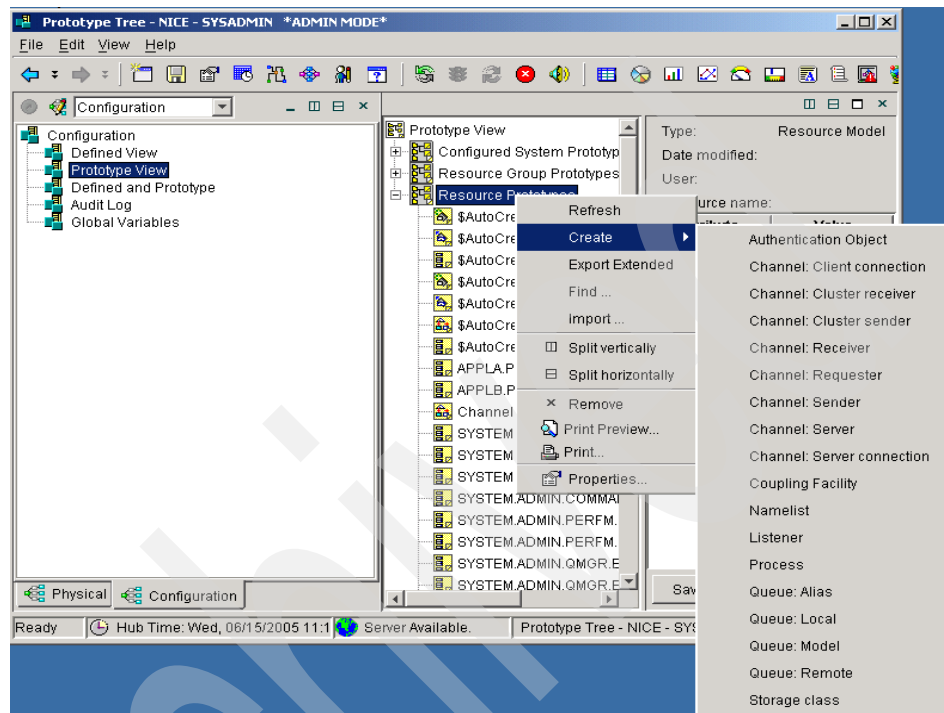 Prototype Tree - NICE - SYSADMIN *ADMIN MODE*
File Edit View Help
Configuration
Configuration
Defined View
Prototype View
Defined and Prototype
Audit Log
Global Variables
Physical
Configuration
Prototype View
Configured System Prototyp
Resource Group Prototypes
Resource Prototypes
$AutoCre
$AutoCre
$AutoCre
$AutoCre
$AutoCre
$AutoCre
$AutoCre
APPLA.P
APPLB.P
Channel
SYSTEM
SYSTEM
SYSTEM
SYSTEM.ADMIN.COMMAI
SYSTEM.ADMIN.PERFM.
SYSTEM.ADMIN.PERFM.
SYSTEM.ADMIN.QMGR.E
SYSTEM.ADMIN.QMGR.E
Type: Resource Model
Date modified:
User:
urce name:
Value
Sav
Refresh
Create
Export Extended
Find ...
Import ...
Split vertically
Split horizontally
Remove
Print Preview...
Print...
Properties...
Authentication Object
Channel: Client connection
Channel: Cluster receiver
Channel: Cluster sender
Channel: Receiver
Channel: Requester
Channel: Sender
Channel: Server
Channel: Server connection
Coupling Facility
Namelist
Listener
Process
Queue: Alias
Queue: Local
Queue: Model
Queue: Remote
Storage class
Ready
Hub Time: Wed, 06/15/2005 11:1
Server Available.
Prototype Tree - NICE - SYS